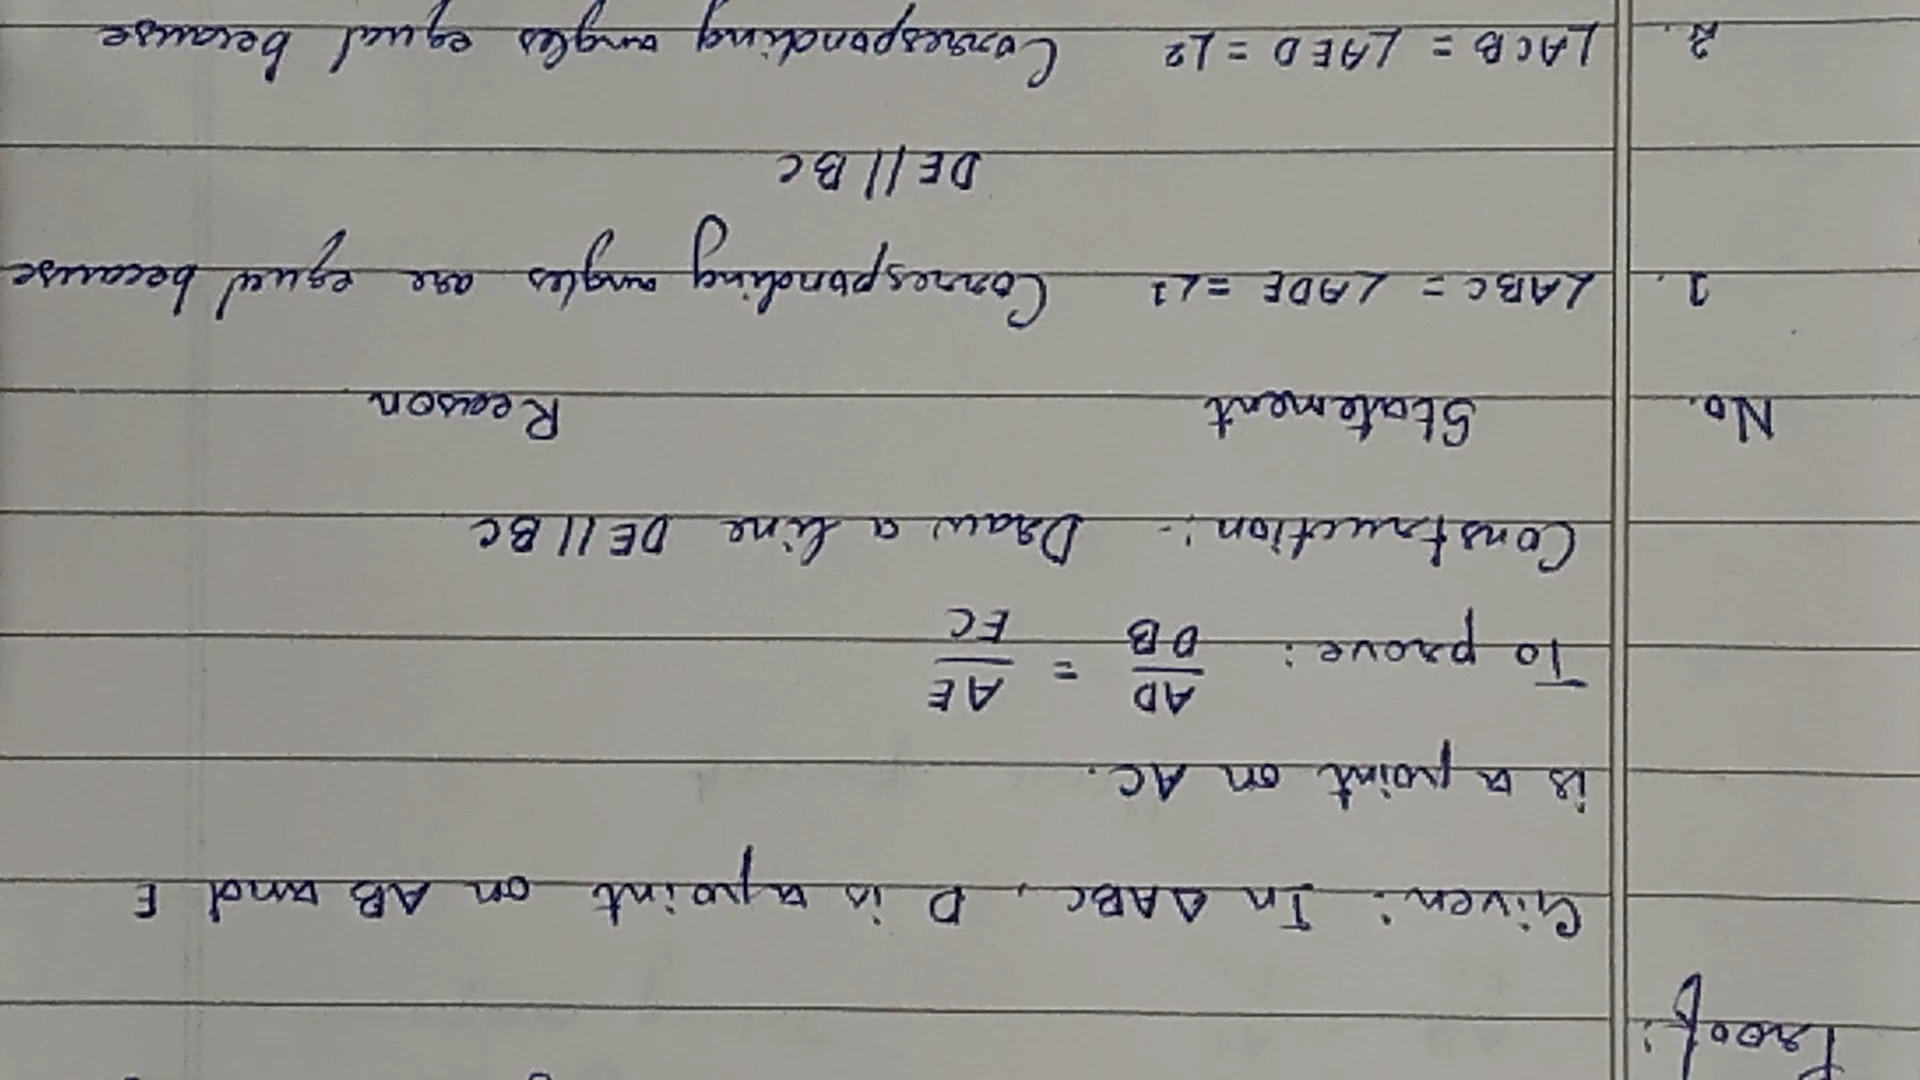 Proof:
Given: In ΔABC, D is a point on AB and E
is a point on AC.
To prove: AD/DB = AE/EC
Construction:- Draw a line DE//BC
No. Statement Reason
1. ∠ABC = ∠ADE = ∠1 Corresponding angles are equal because
DE//BC
2. ∠ACB = ∠AED = ∠2 Corresponding angles equal because